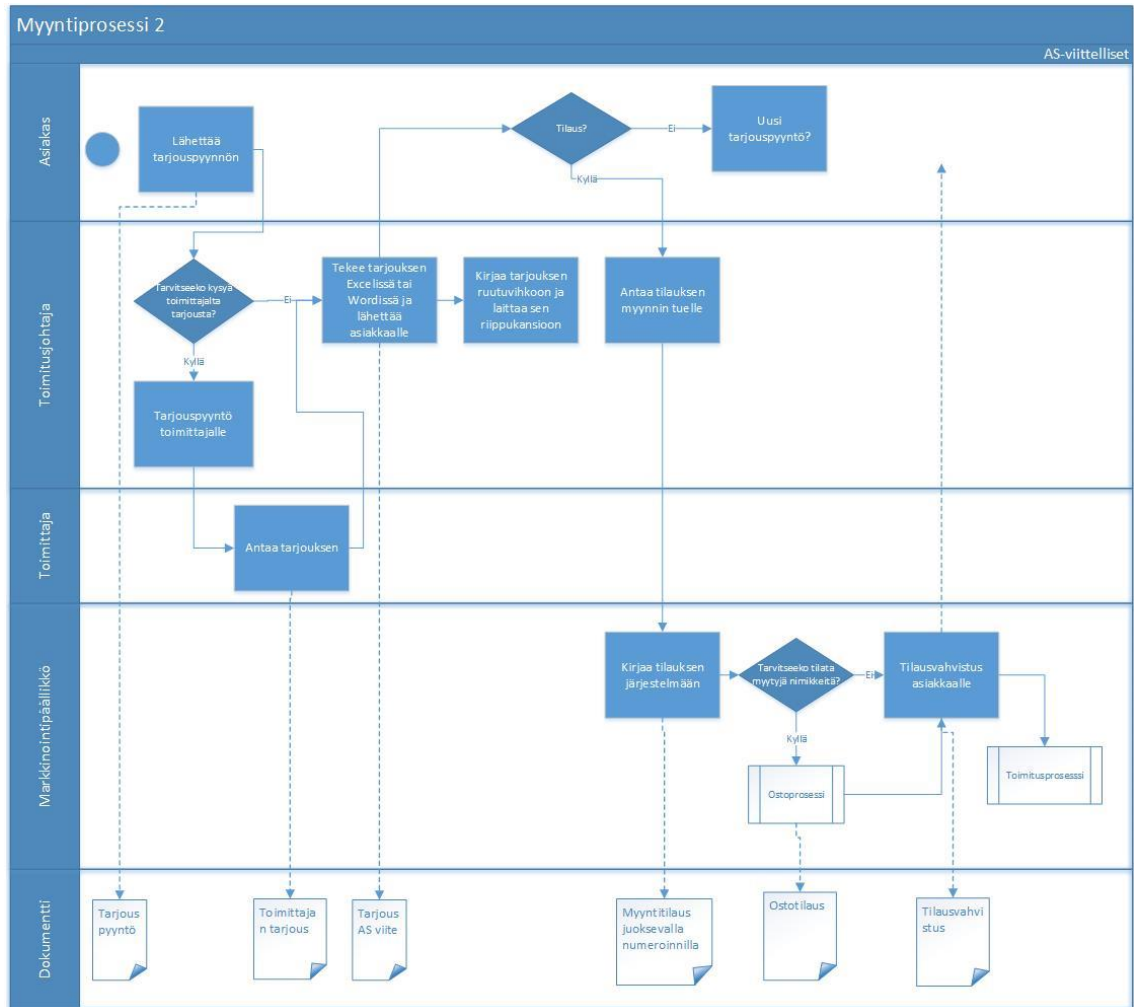 Myyntiprosessi 2
AS-viittelliset
Asiakas
Lähettää
tarjouspyynnön
Tilaus?
Ei
Uusi
tarjouspyyntö?
Kyllä
Toimitusjohtaja
Tarvitseeko kysyä
toimittajalta
tarjousta?
Ei
Tekee tarjouksen
Excelissä tai
Wordissä ja
lähettää
asiakkaalle
Kirjaa tarjouksen
ruutuvihkoon ja
laittaa sen
riippukansioon
Antaa tilauksen
myynnin tuelle
Kyllä
Tarjouspyyntö
toimittajalle
Toimittaja
Antaa tarjouksen
Markkinointipäällikkö
Kirjaa tilauksen
järjestelmään
Tarvitseeko tilata
myytyjä nimikkeitä?
Ei
Tilausvahvistus
asiakkaalle
Kyllä
Ostoprosessi
Toimitusprosesssi
Dokumentti
Tarjous
pyyntö
Toimittaja
n tarjous
Tarjous
AS viite
Myyntitilaus
juoksevalla
numeroinnilla
Ostotilaus
Tilausvahvi
stus